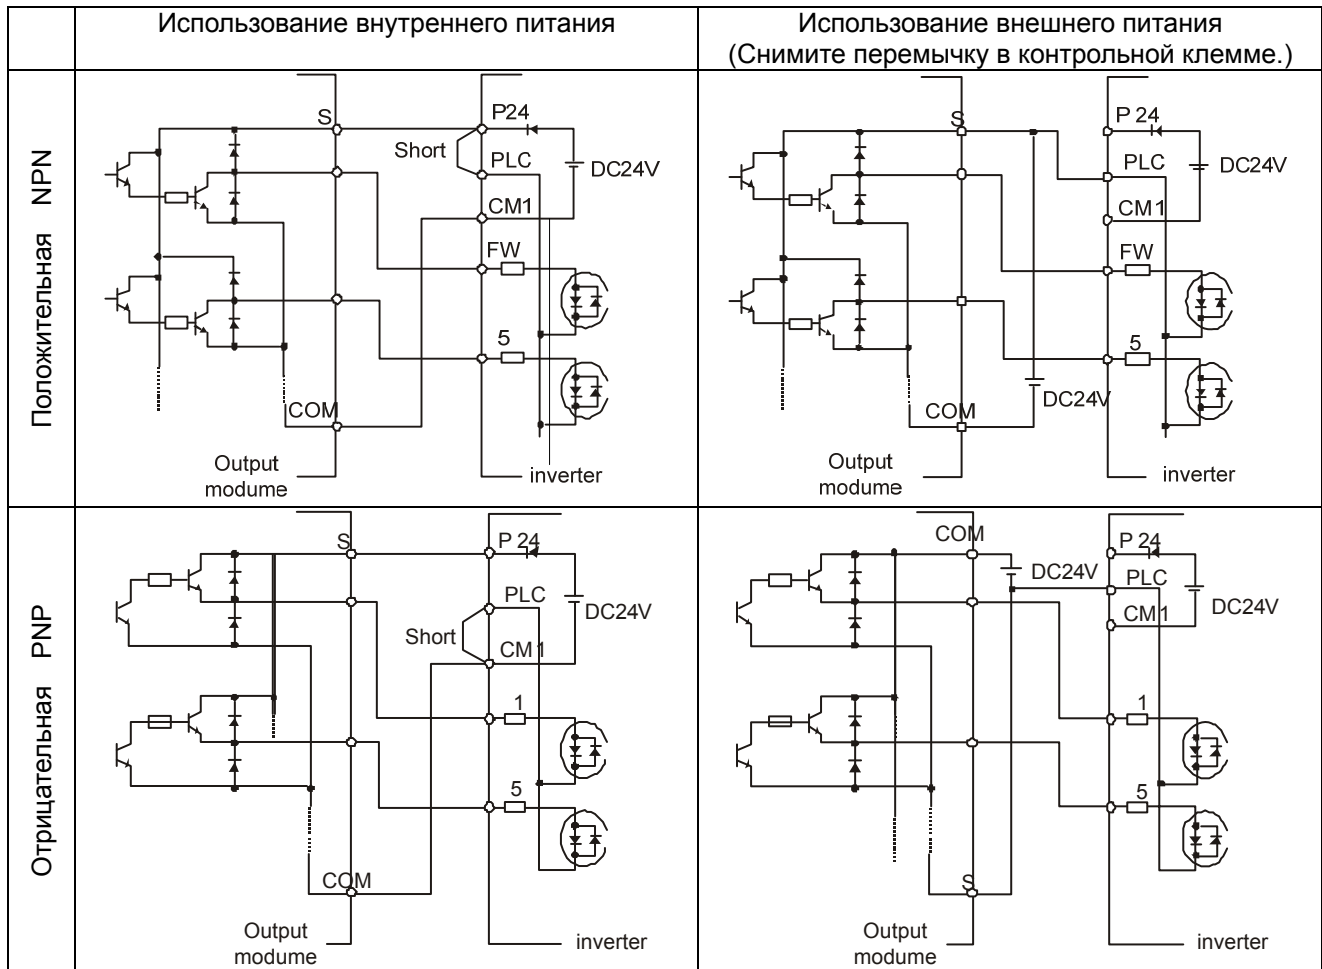 Использование внутреннего питания
Использование внешнего питания
(Снимите перемычку в контрольной клемме.)
Положительная NPN
S
P24
Short
PLC
DC24V
CM1
FW
5
COM
Output
modume
inverter
S
P 24
PLC
DC24V
CM1
FW
5
DC24V
COM
Output
modume
inverter
Отрицательная PNP
S
P 24
PLC
DC24V
Short
CM1
1
5
COM
Output
modume
inverter
COM
P 24
DC24V
PLC
DC24V
CM1
1
5
S
Output
modume
inverter